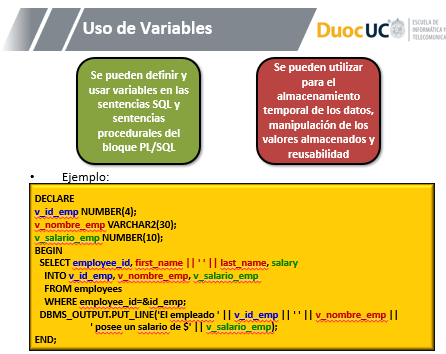 Uso de Variables
DuocUC
ESCUELA DE
INFORMÁTICA Y
TELECOMUNICA
Se pueden definir y
usar variables en las
sentencias SQL y
sentencias
procedurales del
bloque PL/SQL
Se pueden utilizar
para el
almacenamiento
temporal de los datos,
manipulación de los
valores almacenados y
reusabilidad
• Ejemplo:
DECLARE
v_id_emp NUMBER(4);
v_nombre_emp VARCHAR2(30);
v_salario_emp NUMBER(10);
BEGIN
SELECT employee_id, first_name || ' ' || last_name, salary
INTO v_id_emp, v_nombre_emp, v_salario_emp
FROM employees
WHERE employee_id=&id_emp;
DBMS_OUTPUT.PUT_LINE('El empleado ' || v_id_emp || ' ' || v_nombre_emp ||
' posee un salario de $' || v_salario_emp);
END;